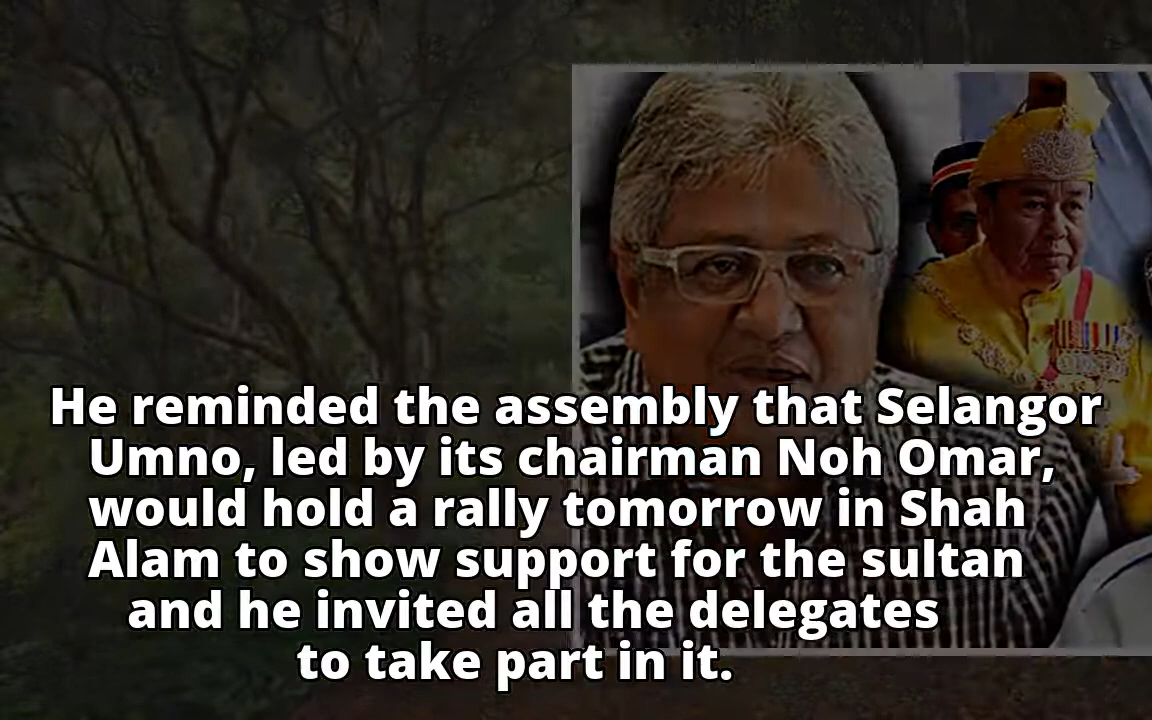 He reminded the assembly that Selangor
Umno, led by its chairman Noh Omar,
would hold a rally tomorrow in Shah
Alam to show support for the sultan
and he invited all the delegates
to take part in it.